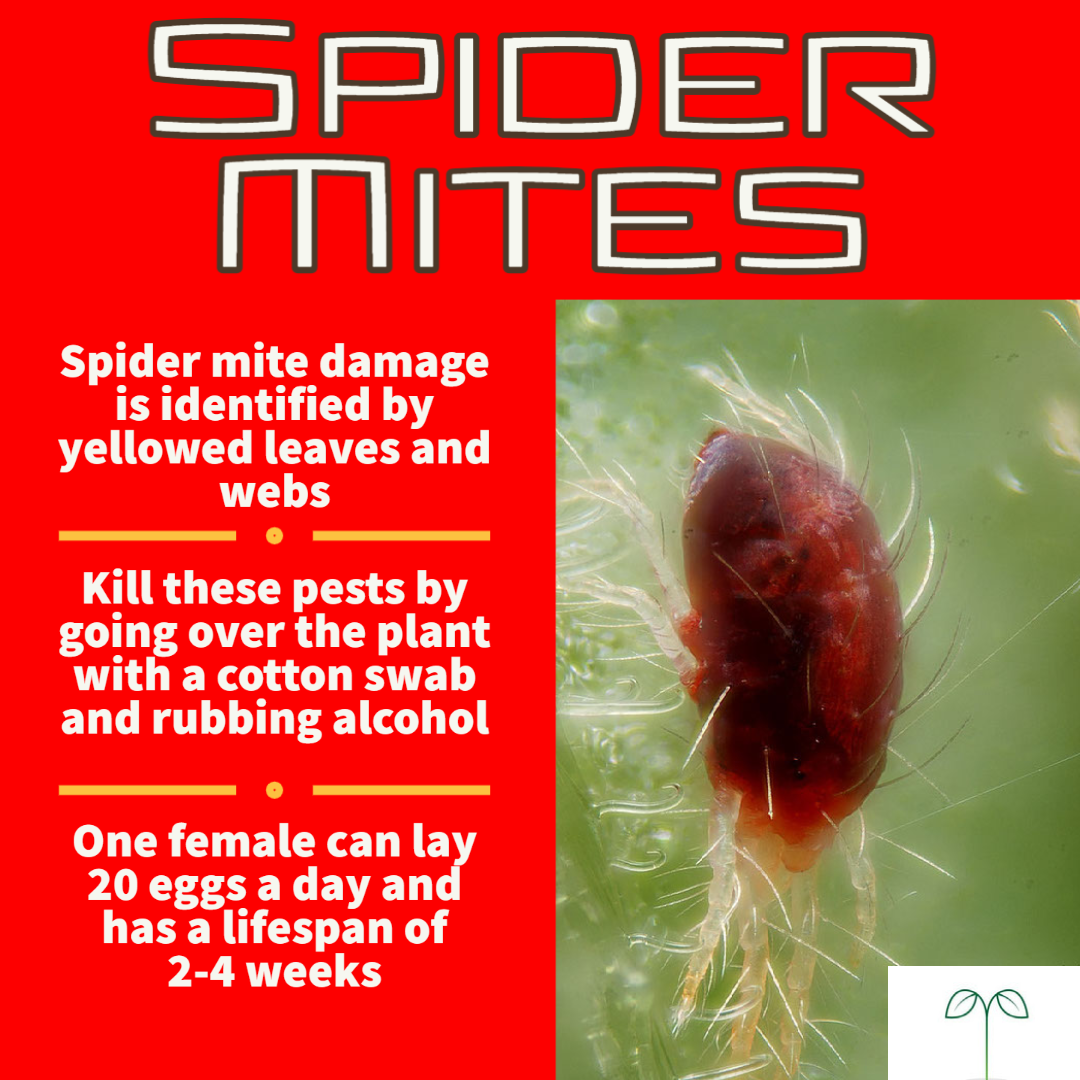 SPIDER
MITES
Spider mite damage
is identified by
yellowed leaves and
webs
Kill these pests by
going over the plant
with a cotton swab
and rubbing alcohol
One female can lay
20 eggs a day and
has a lifespan of
2-4 weeks